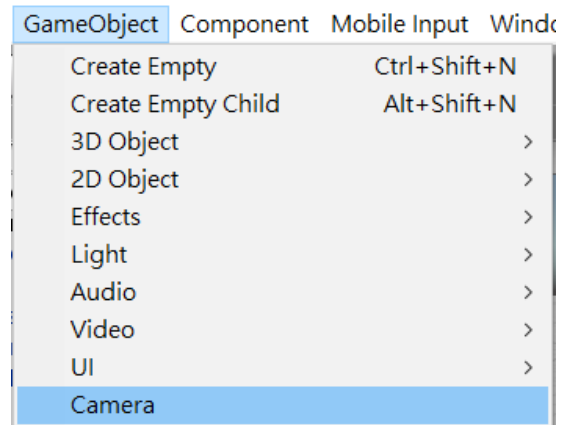 GameObject Component Mobile Input
Create Empty Ctrl+Shift+N
Create Empty Child Alt+Shift+N
3D Object >
2D Object >
Effects >
Light >
Audio >
Video >
UI >
Camera